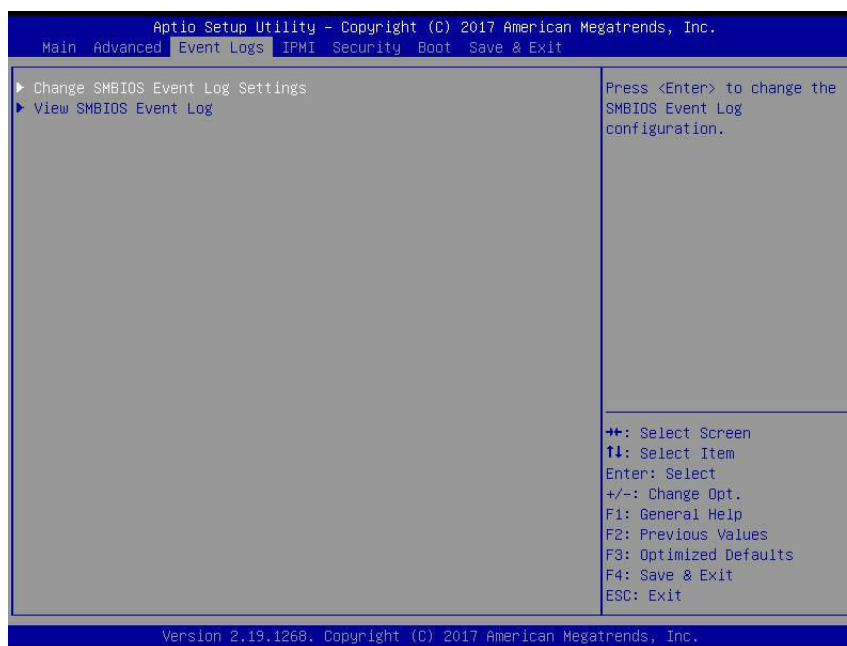 Aptio Setup Utility – Copyright (C) 2017 American Megatrends, Inc.
Main Advanced Event Logs IPMI Security Boot Save & Exit
▶ Change SMBIOS Event Log Settings
▶ View SMBIOS Event Log
Press <Enter> to change the
SMBIOS Event Log
configuration.
→←: Select Screen
↑↓: Select Item
Enter: Select
+/-: Change Opt.
F1: General Help
F2: Previous Values
F3: Optimized Defaults
F4: Save & Exit
ESC: Exit
Version 2.19.1268. Copyright (C) 2017 American Megatrends, Inc.